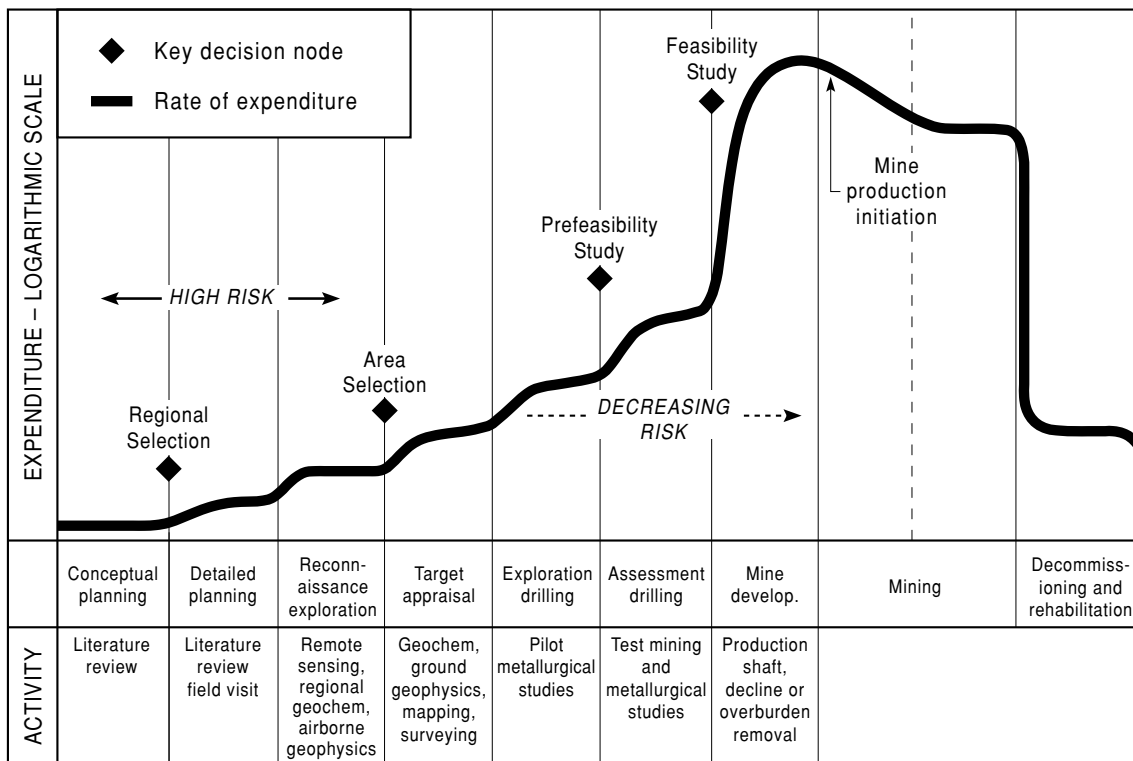 Key decision node
Rate of expenditure
EXPENDITURE – LOGARITHMIC SCALE
Feasibility
Study
Mine
production
initiation
Prefeasibility
Study
HIGH RISK
Area
Selection
DECREASING
RISK
Regional
Selection
Conceptual
planning
Detailed
planning
Reconn-
aissance
exploration
Target
appraisal
Exploration
drilling
Assessment
drilling
Mine
develop.
Mining
Decommiss-
ioning and
rehabilitation
ACTIVITY
Literature
review
Literature
review
field visit
Remote
sensing,
regional
geochem,
airborne
geophysics
Geochem,
ground
geophysics,
mapping,
surveying
Pilot
metallurgical
studies
Test mining
and
metallurgical
studies
Production
shaft,
decline or
overburden
removal